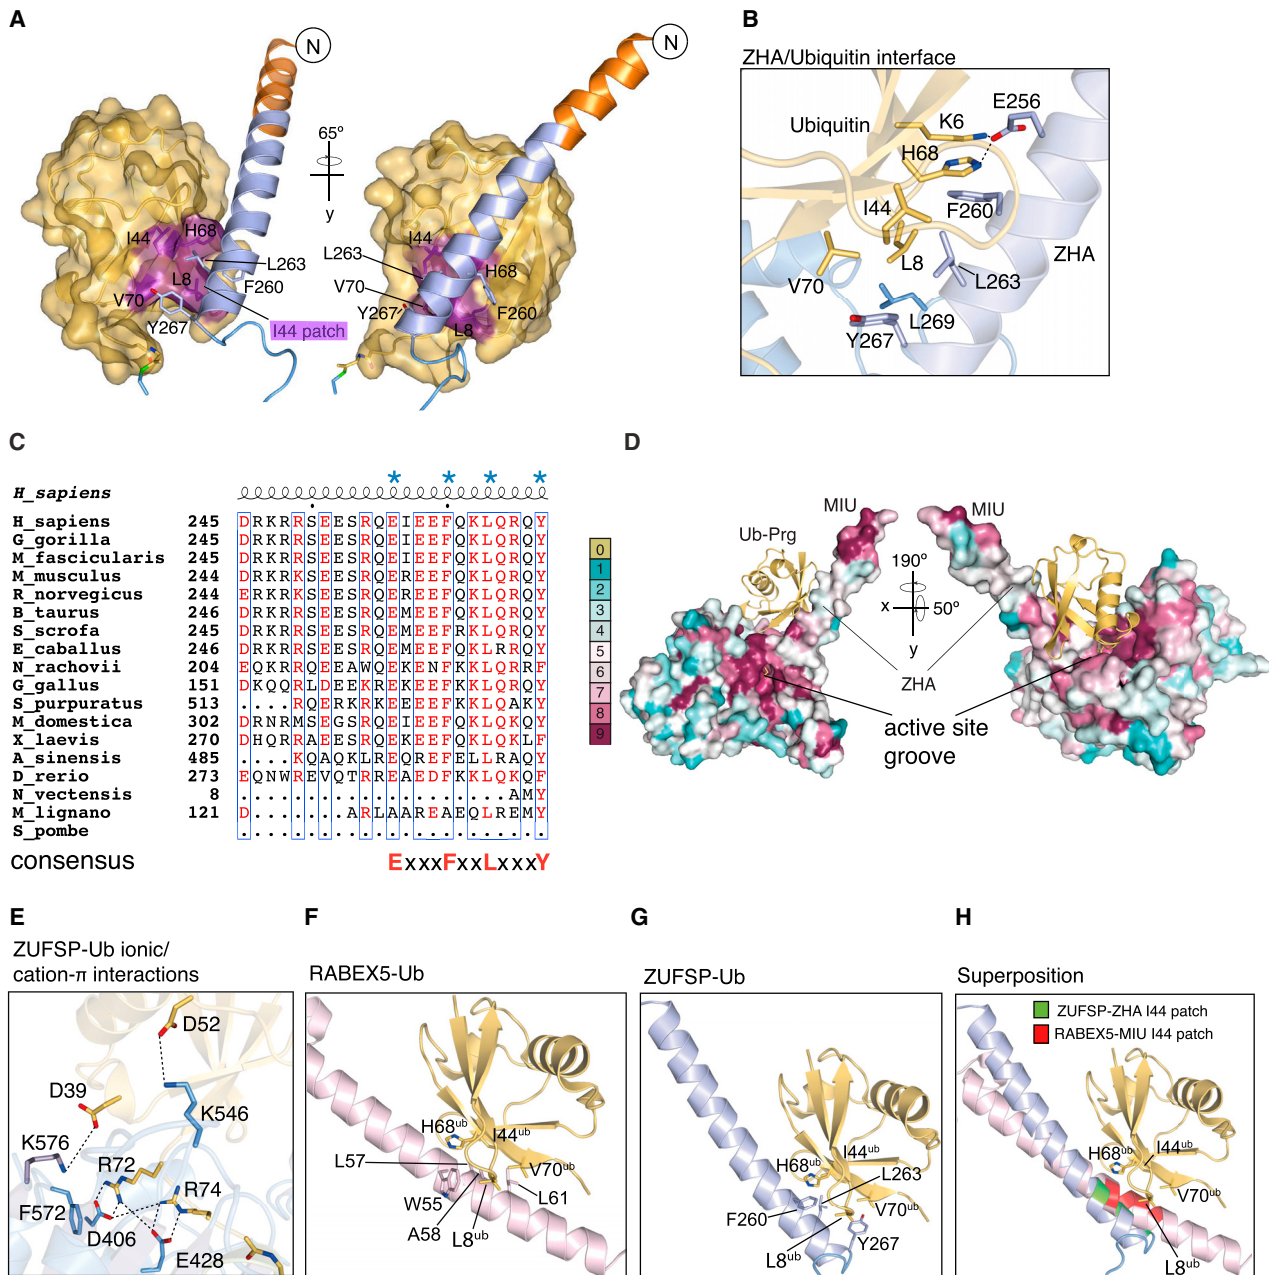 A
N
N
65º
y
I44
H68
L263
F260
L8
V70
Y267
I44 patch
I44
L263
H68
V70
Y267
F260
L8
B
ZHA/Ubiquitin interface
E256
K6
Ubiquitin
H68
I44
F260
ZHA
L8
L263
V70
L269
Y267
C
* * * *
H_sapiens
H_sapiens 245 DRKRRSEESRQEIEEFQKLQRQY
G_gorilla 245 DRKRRSEESRQEIEEFQKLQRQY
M_fascicularis 245 DRKRRSEESRQEIEEFQKLQRQY
M_musculus 244 DRKRKSEESRQEREEFQKLQRQY
R_norvegicus 244 ERKRKSEESRQEREEFQKLQRQY
B_taurus 246 DRKRRSEESRQEMEEFQKLQRQY
S_scrofa 245 DRKRRSEESRQEMEEFRKLQRQY
E_caballus 246 DRKRRSEESRQEMEEFQKLRRQY
N_rachovii 204 EQKRRQEEAWQEKENFKKLQRRF
G_gallus 151 DKQQRLDEEKREKEEFKKLQRQY
S_purpuratus 513 ....RQERKRKEEEEFRKLQAKY
M_domestica 302 DRNRMSEGSRQEIEEFQKLQKQY
X_laevis 270 DHQRRAEESRQEKEEFQKLQKLF
A_sinensis 485 ....KQAQKLREQREFELLRAQY
D_rerio 273 EQNWREVQTRREAEDFKKLQKQF
N_vectensis 8 ....................AMY
M_lignano 121 D.......ARLAAREAEQLREMY
S_pombe .......................
consensus ExxxFxxLxxxY
0
1
2
3
4
5
6
7
8
9
D
MIU
MIU
Ub-Prg
190º
x
50º
y
ZHA
active site
groove
E
ZUFSP-Ub ionic/
cation-π interactions
D52
D39
K546
K576
R72
R74
F572
D406
E428
F
RABEX5-Ub
H68ub
I44ub
L57
V70ub
W55
L61
A58
L8ub
G
ZUFSP-Ub
I44ub
H68ub
L263
F260
V70ub
L8ub
Y267
H
Superposition
ZUFSP-ZHA I44 patch
RABEX5-MIU I44 patch
H68ub
I44ub
V70ub
L8ub